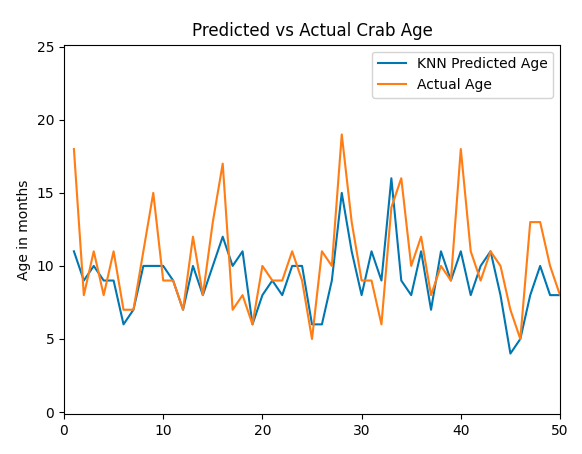 Predicted vs Actual Crab Age
KNN Predicted Age
Actual Age
Age in months
25
20
15
10
5
0
0 10 20 30 40 50